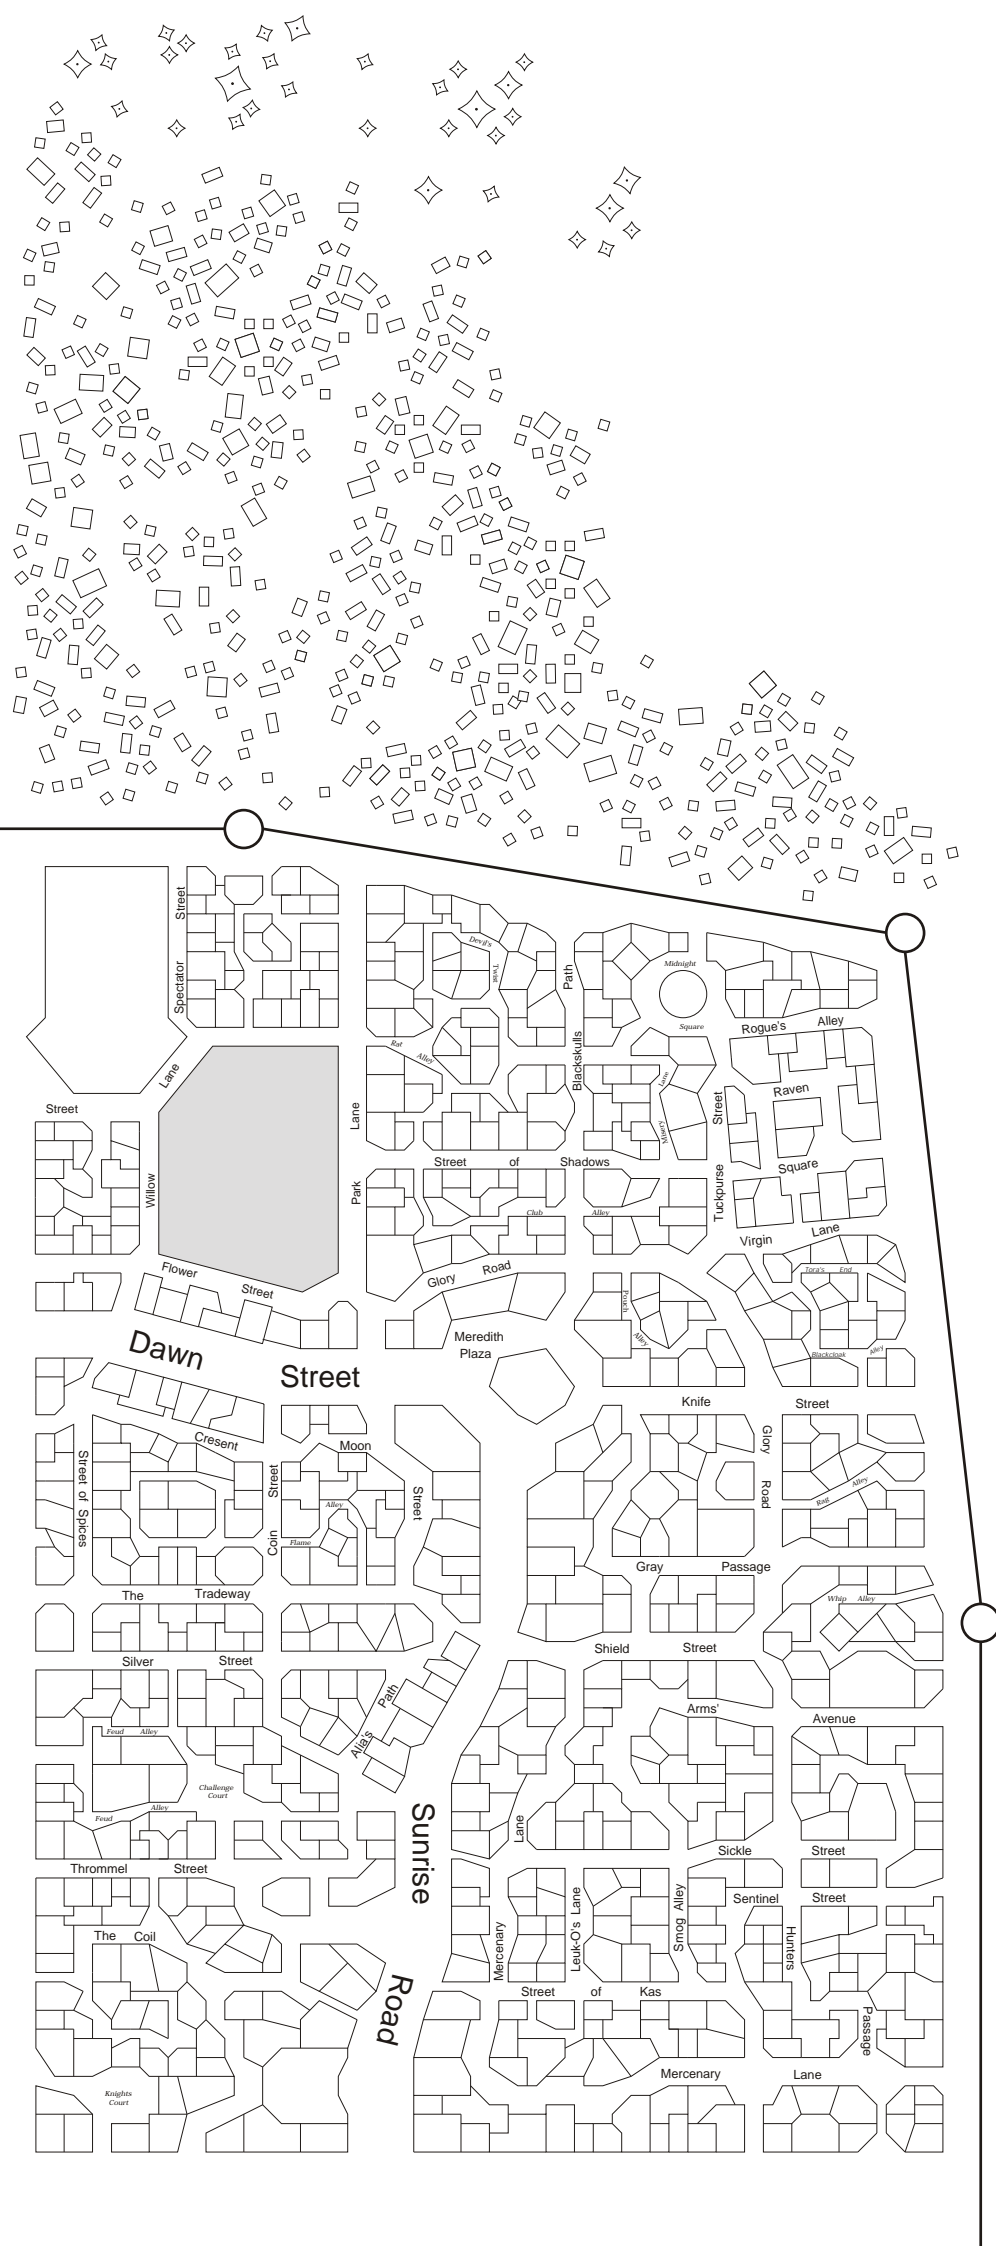 Devil's
Twist
Midnight
Square
Spectator Street
Path
Blackskulls
Rogue's Alley
Rat Alley
Lane
Street
Raven
Square
Misery Lane
Tuckpurse Street
Willow
Park Lane
Street of Shadows
Club Alley
Virgin Lane
Flower Street
Glory Road
Tora's End
Pouch Alley
Blackcloak Alley
Meredith
Plaza
Dawn Street
Knife Street
Cresent
Moon Street
Street of Spices
Coin Street
Flame Alley
Glory Road
Rag Alley
Gray Passage
The Tradeway
Whip Alley
Shield Street
Silver Street
Alia's Path
Arms' Avenue
Feud Alley
Challenge
Court
Feud Alley
Sunrise Road
Mercenary Lane
Sickle Street
Thrommel Street
Leuk-O's Lane
Smog Alley
Sentinel Street
Hunters Passage
The Coil
Street of Kas
Mercenary Lane
Knights
Court